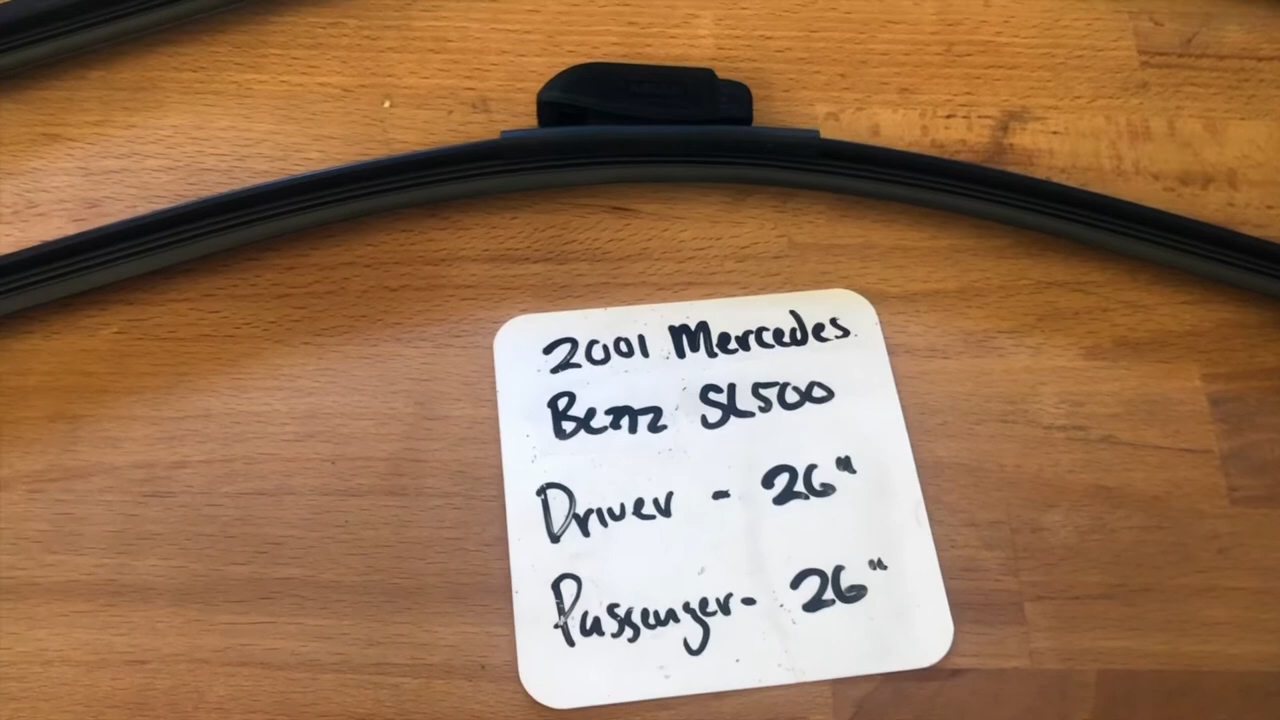 2001 Mercedes
Benz SL500
Driver - 26"
Passenger- 26"